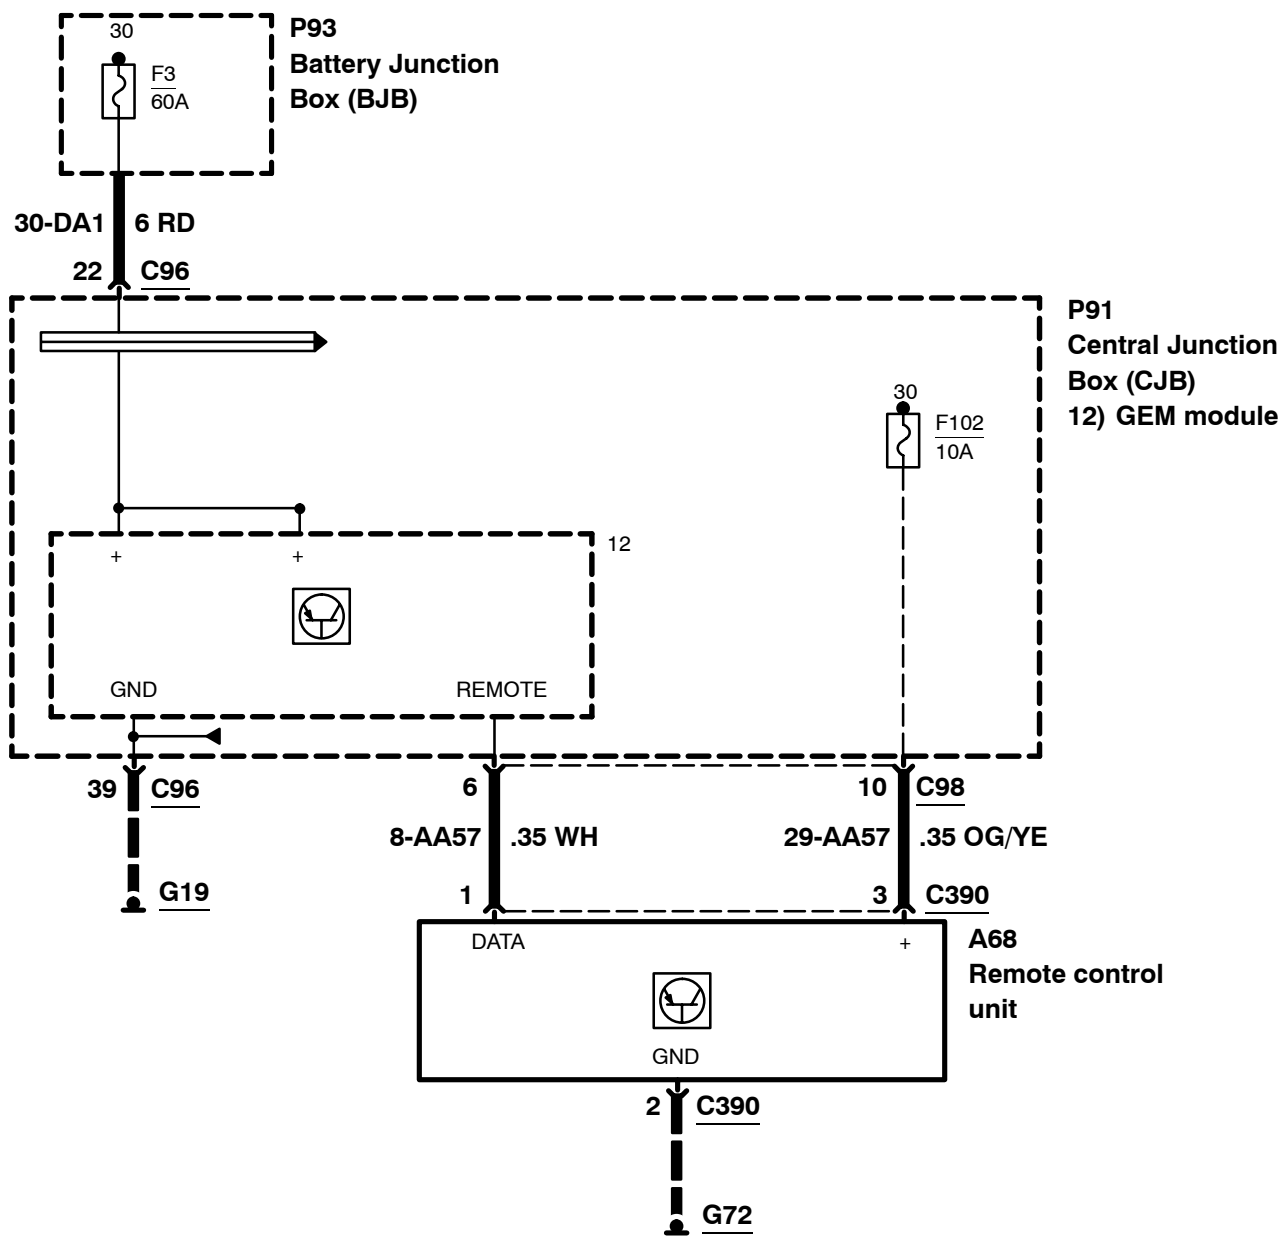 30
P93
Battery Junction
Box (BJB)
F3
60A
30-DA1 6 RD
22 C96
P91
Central Junction
Box (CJB)
12) GEM module
30
F102
10A
12
+ +
GND REMOTE
39 C96 6 10 C98
8-AA57 .35 WH 29-AA57 .35 OG/YE
G19 1 3 C390
DATA +
A68
Remote control
unit
GND
2 C390
G72